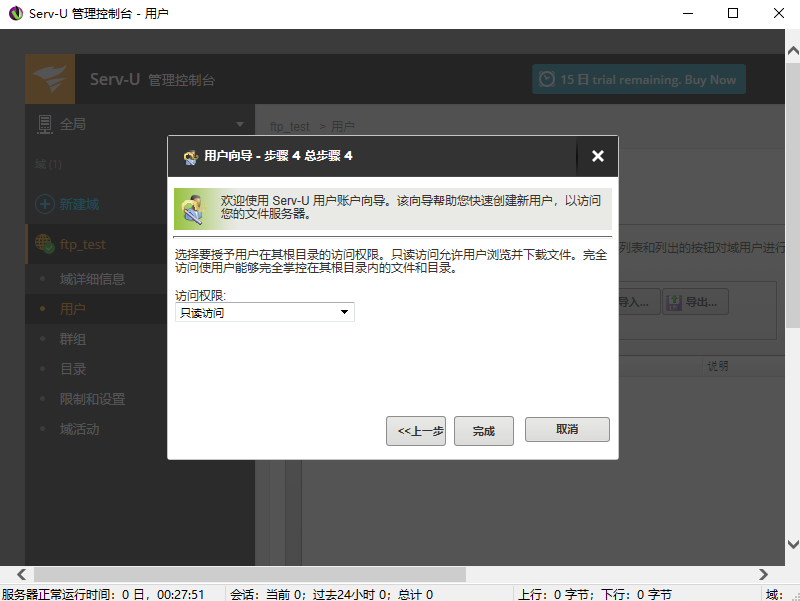 Serv-U 管理控制台 - 用户
Serv-U 管理控制台
15 日 trial remaining. Buy Now
全局
ftp_test > 用户
域(1)
新建域
ftp_test
域详细信息
用户
群组
目录
限制和设置
域活动
列表和列出的按钮对域用户进行
导入...
导出...
说明
用户向导 - 步骤 4 总步骤 4
欢迎使用 Serv-U 用户账户向导。该向导帮助您快速创建新用户，以访问
您的文件服务器。
选择要授予用户在其根目录的访问权限。只读访问允许用户浏览并下载文件。完全
访问使用户能够完全掌控在其根目录内的文件和目录。
访问权限:
只读访问
<<上一步
完成
取消
服务器正常运行时间：0 日，00:27:51
会话：当前 0；过去24小时 0；总计 0
上行：0 字节；下行：0 字节
域：